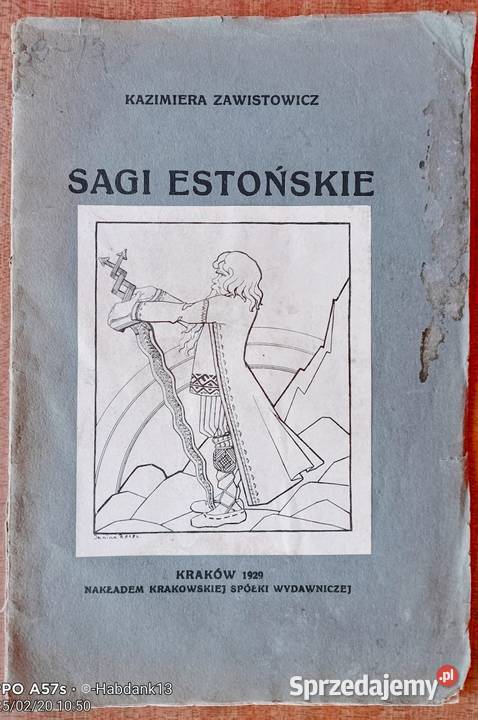 KAZIMIERA ZAWISTOWICZ
SAGI ESTOŃSKIE
KRAKÓW 1929
NAKŁADEM KRAKOWSKIEJ SPÓŁKI WYDAWNICZEJ
PO A57s · ©-Habdank13
5/02/20 10:50
Sprzedajemy.pl